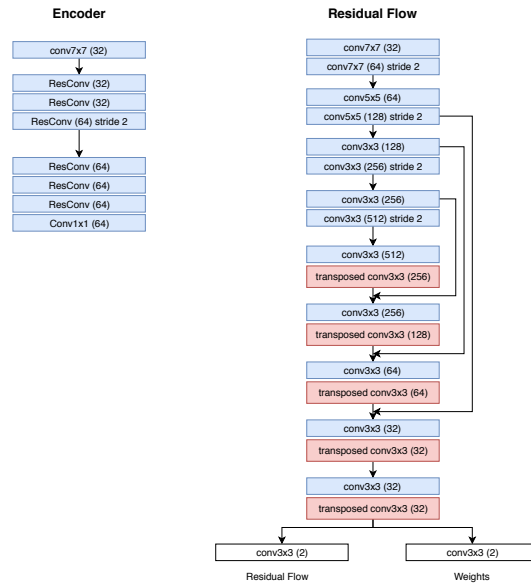 Encoder
conv7x7 (32)
ResConv (32)
ResConv (32)
ResConv (64) stride 2
ResConv (64)
ResConv (64)
ResConv (64)
Conv1x1 (64)
Residual Flow
conv7x7 (32)
conv7x7 (64) stride 2
conv5x5 (64)
conv5x5 (128) stride 2
conv3x3 (128)
conv3x3 (256) stride 2
conv3x3 (256)
conv3x3 (512) stride 2
conv3x3 (512)
transposed conv3x3 (256)
conv3x3 (256)
transposed conv3x3 (128)
conv3x3 (64)
transposed conv3x3 (64)
conv3x3 (32)
transposed conv3x3 (32)
conv3x3 (32)
transposed conv3x3 (32)
conv3x3 (2)
conv3x3 (2)
Residual Flow
Weights